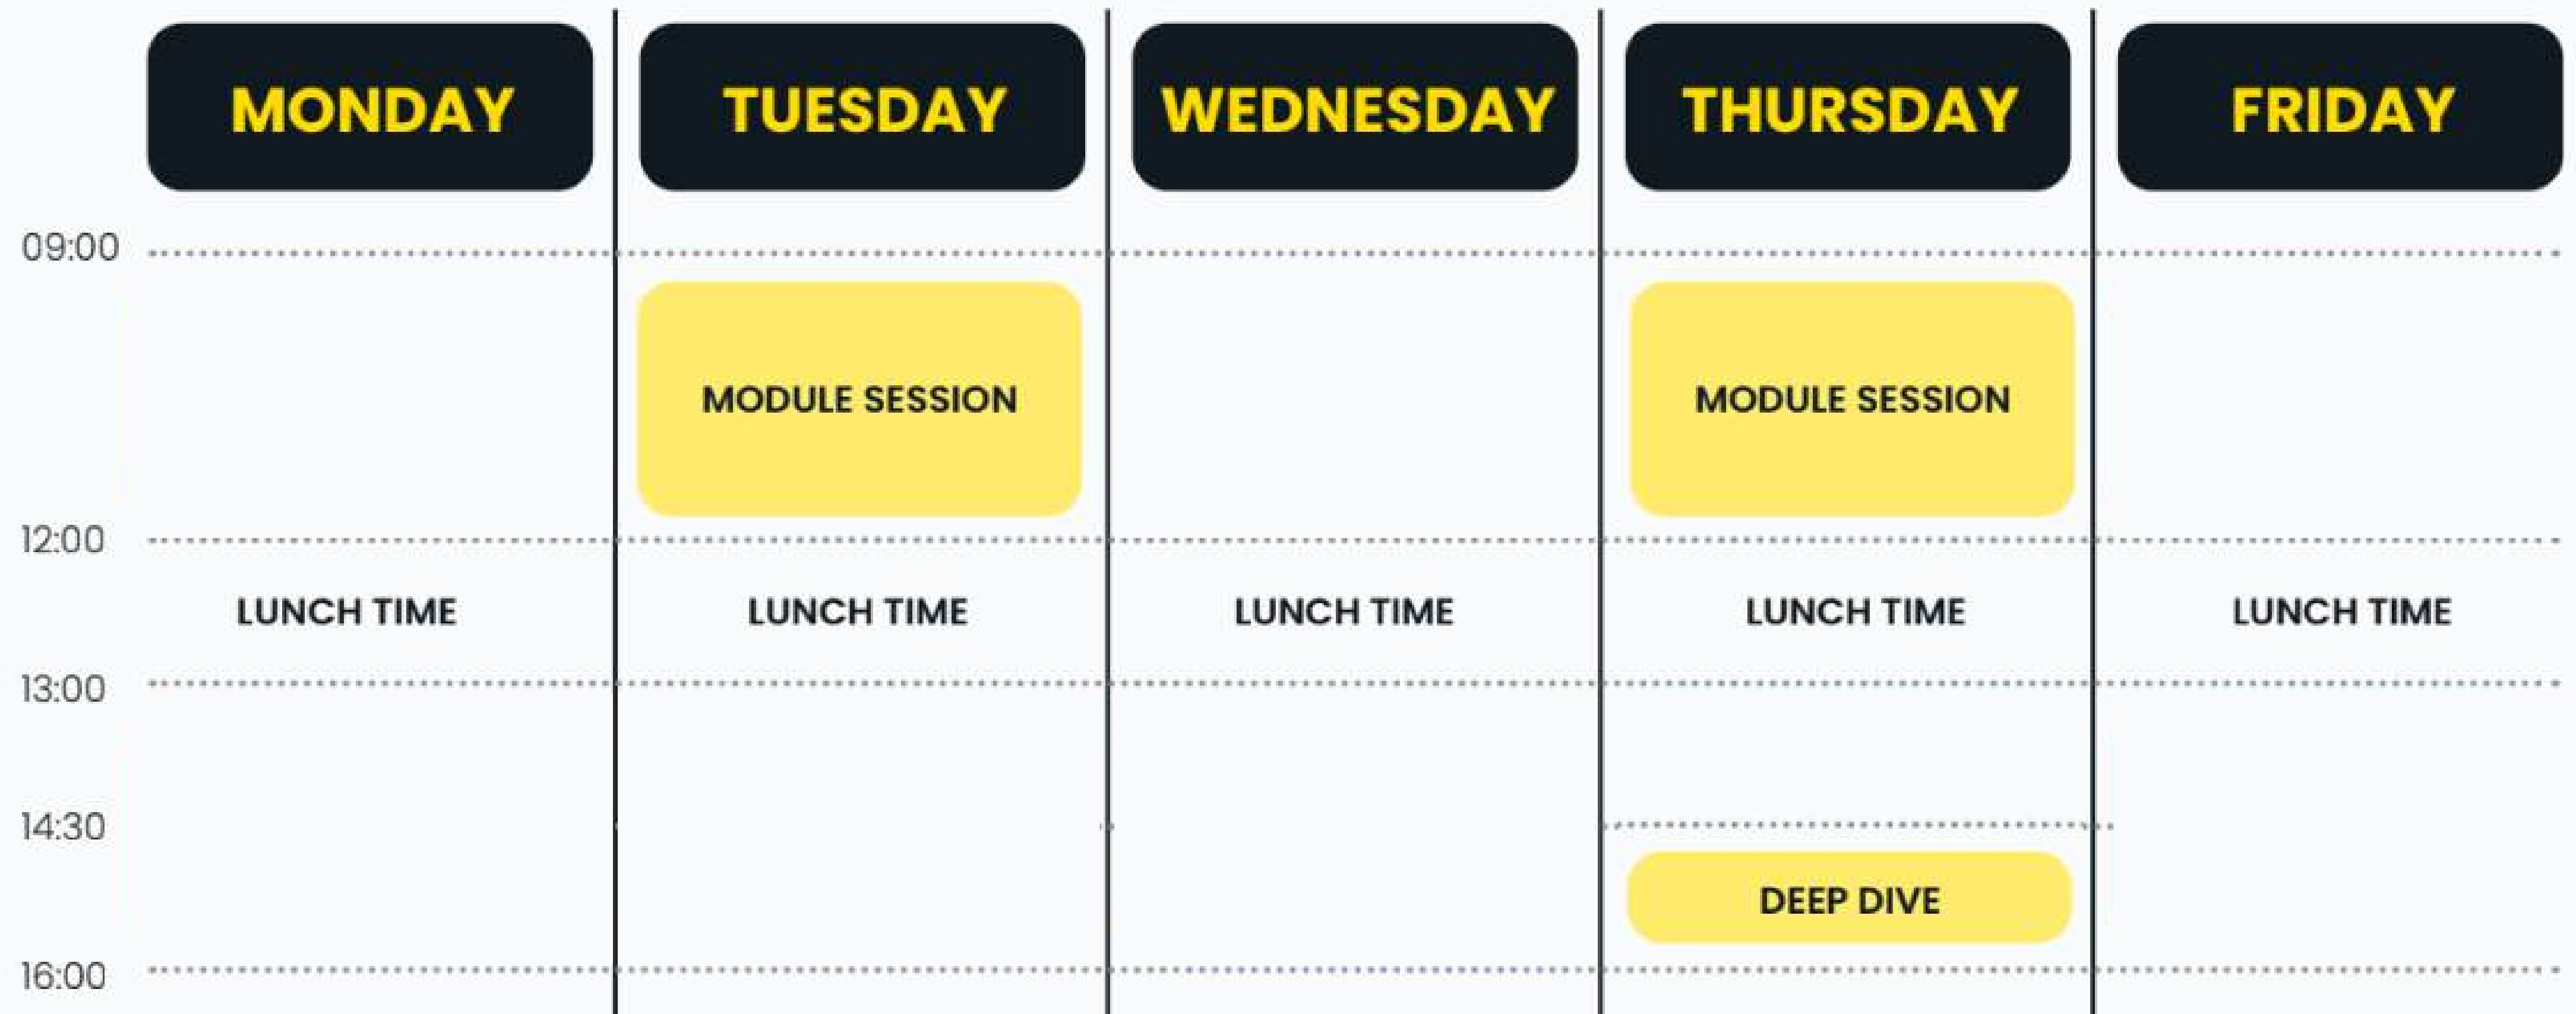 MONDAY TUESDAY WEDNESDAY THURSDAY FRIDAY
09:00
MODULE SESSION MODULE SESSION
12:00
LUNCH TIME LUNCH TIME LUNCH TIME LUNCH TIME LUNCH TIME
13:00
14:30
DEEP DIVE
16:00